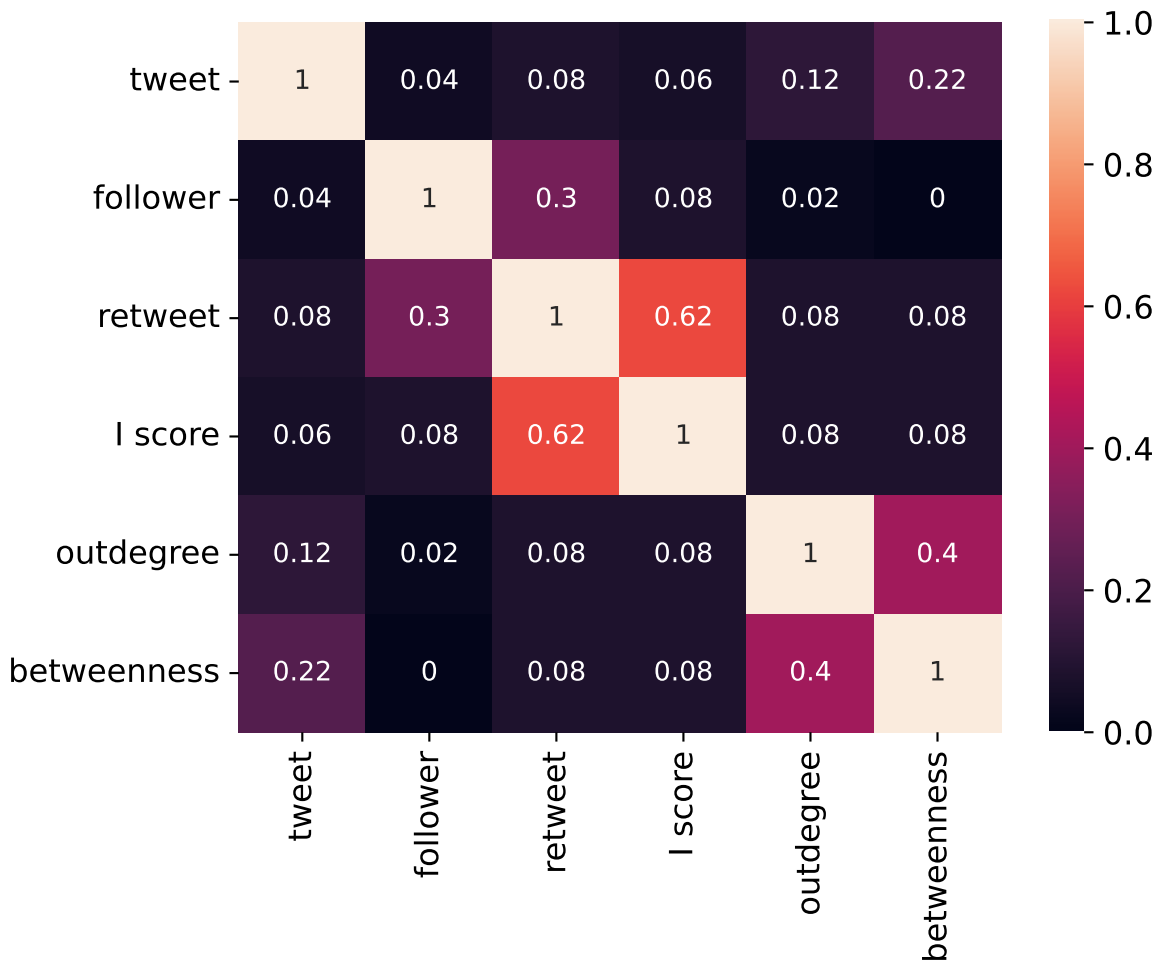 tweet 1 0.04 0.08 0.06 0.12 0.22
follower 0.04 1 0.3 0.08 0.02 0
retweet 0.08 0.3 1 0.62 0.08 0.08
I score 0.06 0.08 0.62 1 0.08 0.08
outdegree 0.12 0.02 0.08 0.08 1 0.4
betweenness 0.22 0 0.08 0.08 0.4 1
tweet
follower
retweet
I score
outdegree
betweenness
1.0
0.8
0.6
0.4
0.2
0.0